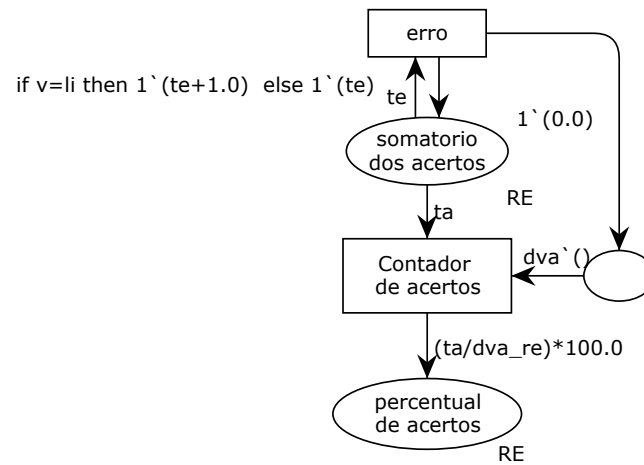 erro
if v=li then 1`(te+1.0)  else 1`(te)
te
1`(0.0)
somatorio
dos acertos
RE
ta
dva`()
Contador
de acertos
(ta/dva_re)*100.0
percentual
de acertos
RE